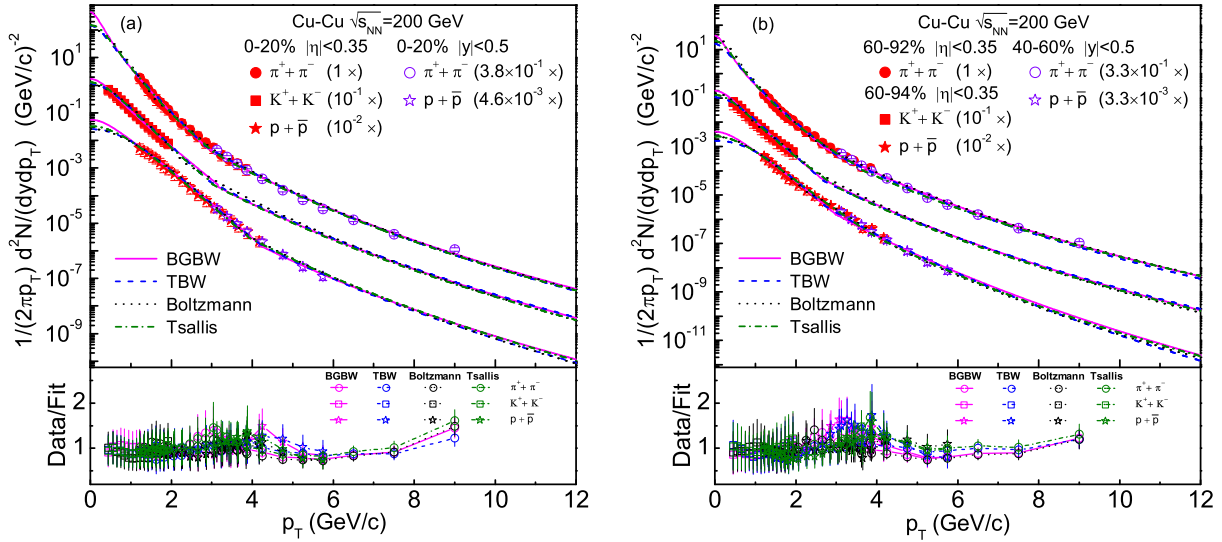 (a)
Cu-Cu √s_NN=200 GeV
0-20% |η|<0.35 0-20% |y|<0.5
π⁺+π⁻ (1 ×) π⁺+π⁻ (3.8×10⁻¹ ×)
K⁺+K⁻ (10⁻¹ ×) p+p̅ (4.6×10⁻³ ×)
p+p̅ (10⁻² ×)
1/(2πp_T) d²N/(dydp_T) (GeV/c)⁻²
10¹
10⁻¹
10⁻³
10⁻⁵
10⁻⁷
10⁻⁹
BGBW
TBW
Boltzmann
Tsallis
Data/Fit
2
1
BGBW TBW Boltzmann Tsallis
π⁺+π⁻
K⁺+K⁻
p+p̅
0 2 4 6 8 10 12
p_T (GeV/c)
(b)
Cu-Cu √s_NN=200 GeV
60-92% |η|<0.35 40-60% |y|<0.5
π⁺+π⁻ (1 ×) π⁺+π⁻ (3.3×10⁻¹ ×)
60-94% |η|<0.35 p+p̅ (3.3×10⁻³ ×)
K⁺+K⁻ (10⁻¹ ×)
p+p̅ (10⁻² ×)
1/(2πp_T) d²N/(dydp_T) (GeV/c)⁻²
10¹
10⁻¹
10⁻³
10⁻⁵
10⁻⁷
10⁻⁹
10⁻¹¹
BGBW
TBW
Boltzmann
Tsallis
Data/Fit
2
1
BGBW TBW Boltzmann Tsallis
π⁺+π⁻
K⁺+K⁻
p+p̅
0 2 4 6 8 10 12
p_T (GeV/c)